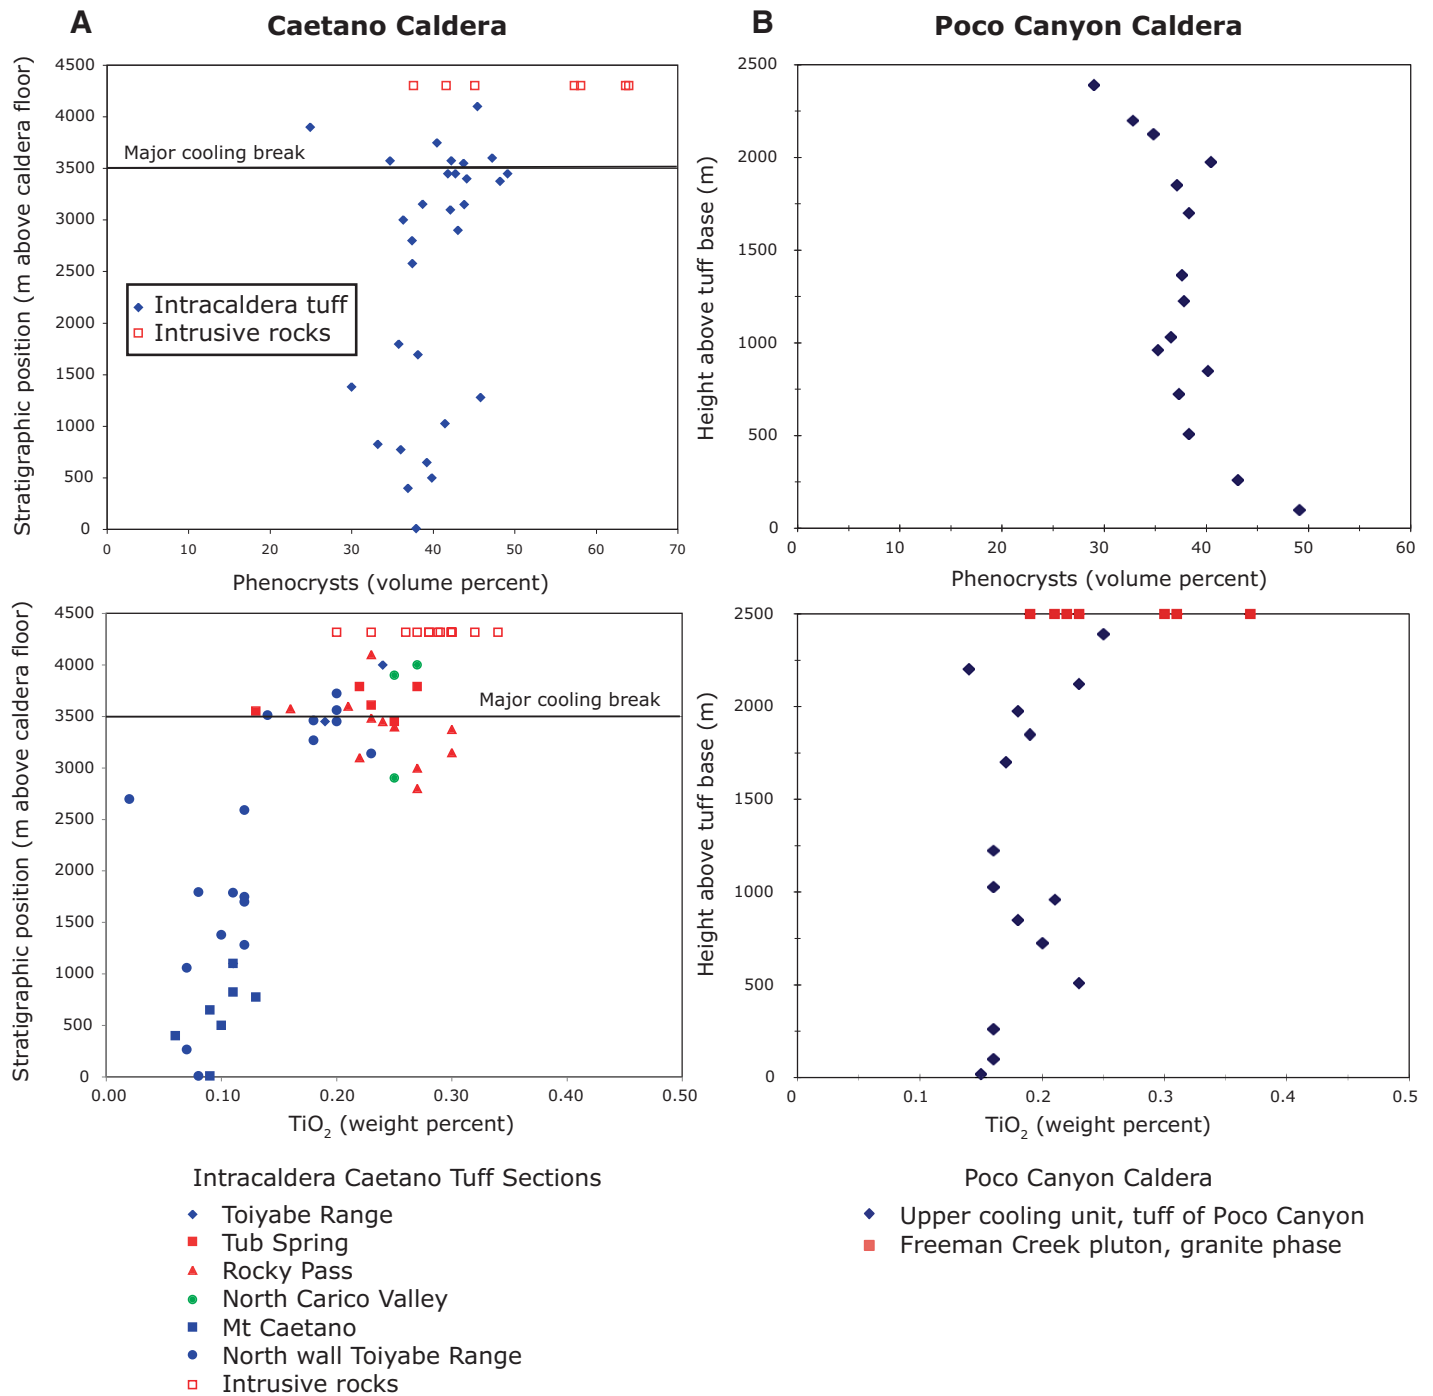 A Caetano Caldera
B Poco Canyon Caldera
Stratigraphic position (m above caldera floor)
4500
4000
3500
3000
2500
2000
1500
1000
500
0
Major cooling break
Intracaldera tuff
Intrusive rocks
0 10 20 30 40 50 60 70
Phenocrysts (volume percent)
Height above tuff base (m)
2500
2000
1500
1000
500
0
0 10 20 30 40 50 60
Phenocrysts (volume percent)
Stratigraphic position (m above caldera floor)
4500
4000
3500
3000
2500
2000
1500
1000
500
0
Major cooling break
0.00 0.10 0.20 0.30 0.40 0.50
TiO2 (weight percent)
Height above tuff base (m)
2500
2000
1500
1000
500
0
0 0.1 0.2 0.3 0.4 0.5
TiO2 (weight percent)
Intracaldera Caetano Tuff Sections
Toiyabe Range
Tub Spring
Rocky Pass
North Carico Valley
Mt Caetano
North wall Toiyabe Range
Intrusive rocks
Poco Canyon Caldera
Upper cooling unit, tuff of Poco Canyon
Freeman Creek pluton, granite phase